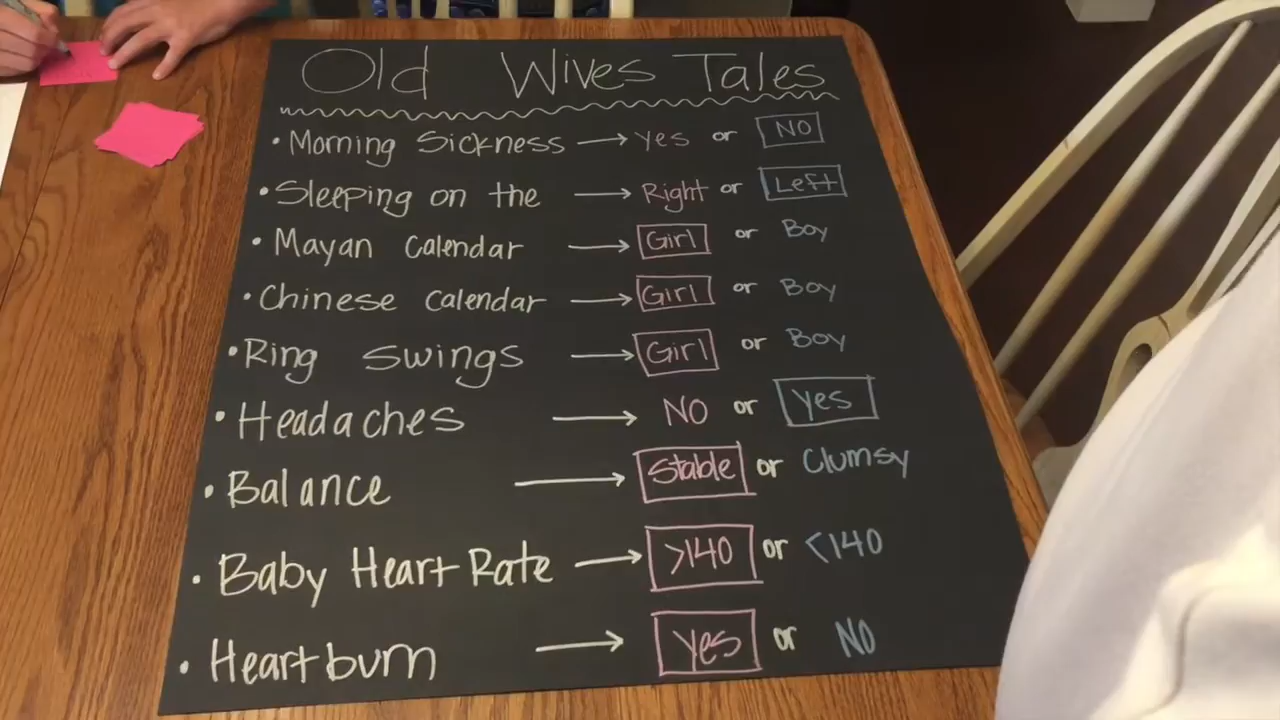 Old Wives Tales
• Morning Sickness → Yes or NO
• Sleeping on the → Right or Left
• Mayan Calendar → Girl or Boy
• Chinese Calendar → Girl or Boy
• Ring Swings → Girl or Boy
• Headaches → NO or Yes
• Balance → Stable or Clumsy
• Baby Heart Rate → >140 or <140
• Heartburn → Yes or NO